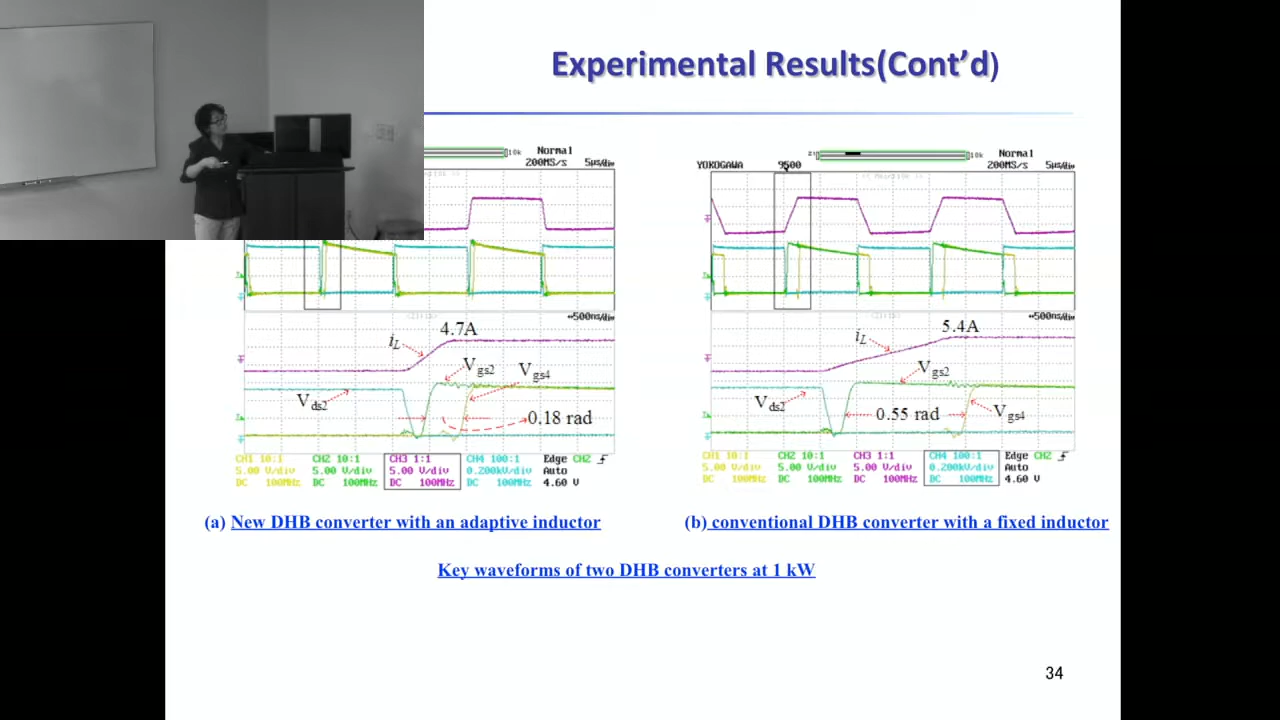 Experimental Results(Cont'd)
10k
Normal
200MS/s 5µs/div
<500ns/div
4.7A
iL
Vgs2
Vgs4
Vds2
0.18 rad
CH1 10:1 CH2 10:1 CH3 1:1 CH4 100:1 Edge CH2
5.00 V/div 5.00 V/div 5.00 V/div 0.200kV/div Auto
DC 100MHz DC 100MHz DC 100MHz DC 100MHz 4.60 V
(a) New DHB converter with an adaptive inductor
YOKOGAWA 9500
10k
Normal
200MS/s 5µs/div
<500ns/div
5.4A
iL
Vgs2
Vds2
0.55 rad
Vgs4
CH1 10:1 CH2 10:1 CH3 1:1 CH4 100:1 Edge CH2
5.00 V/div 5.00 V/div 5.00 V/div 0.200kV/div Auto
DC 100MHz DC 100MHz DC 100MHz DC 100MHz 4.60 V
(b) conventional DHB converter with a fixed inductor
Key waveforms of two DHB converters at 1 kW
34